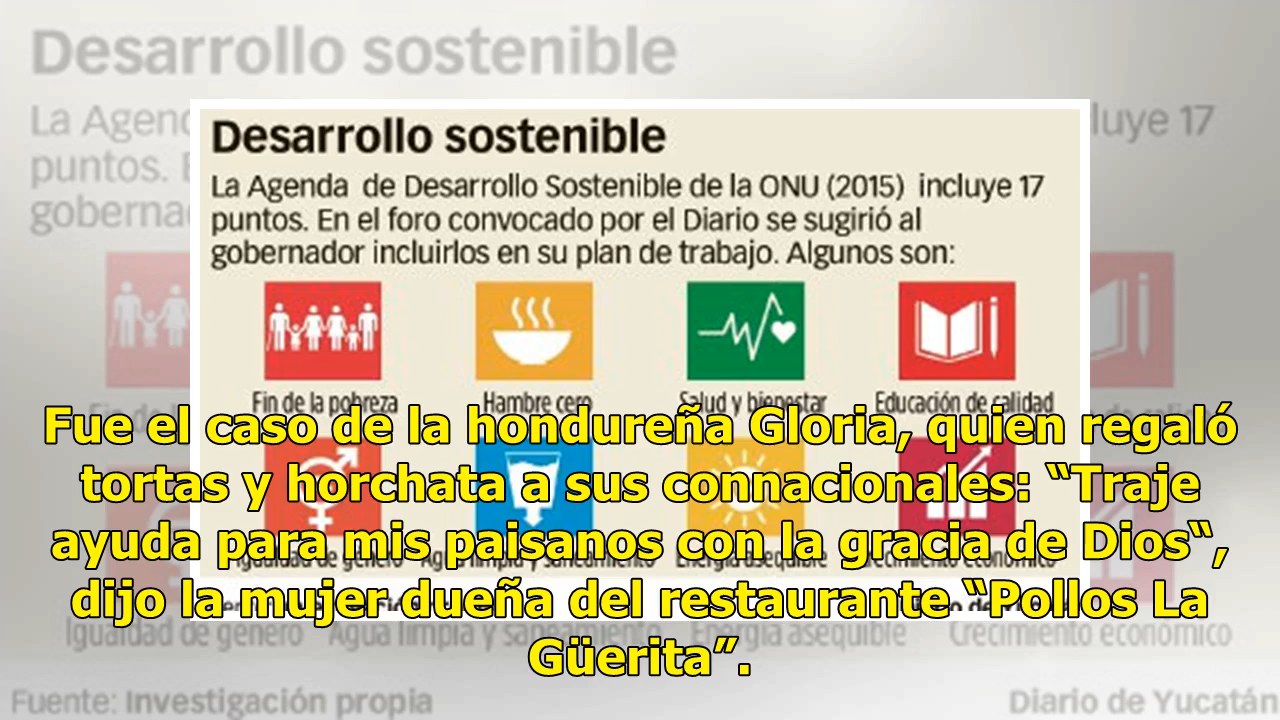 Desarrollo sostenible
La Agenda de Desarrollo Sostenible de la ONU (2015) incluye 17
puntos. En el foro convocado por el Diario se sugirió al
gobernador incluirlos en su plan de trabajo. Algunos son:
Fin de la pobreza Hambre cero Salud y bienestar Educación de calidad
Fue el caso de la hondureña Gloria, quien regaló
tortas y horchata a sus connacionales: “Traje
ayuda para mis paisanos con la gracia de Dios“,
dijo la mujer dueña del restaurante “Pollos La
Güerita”.
Igualdad de género Agua limpia y saneamiento Energía asequible Crecimiento económico
Fuente: Investigación propia Diario de Yucatán